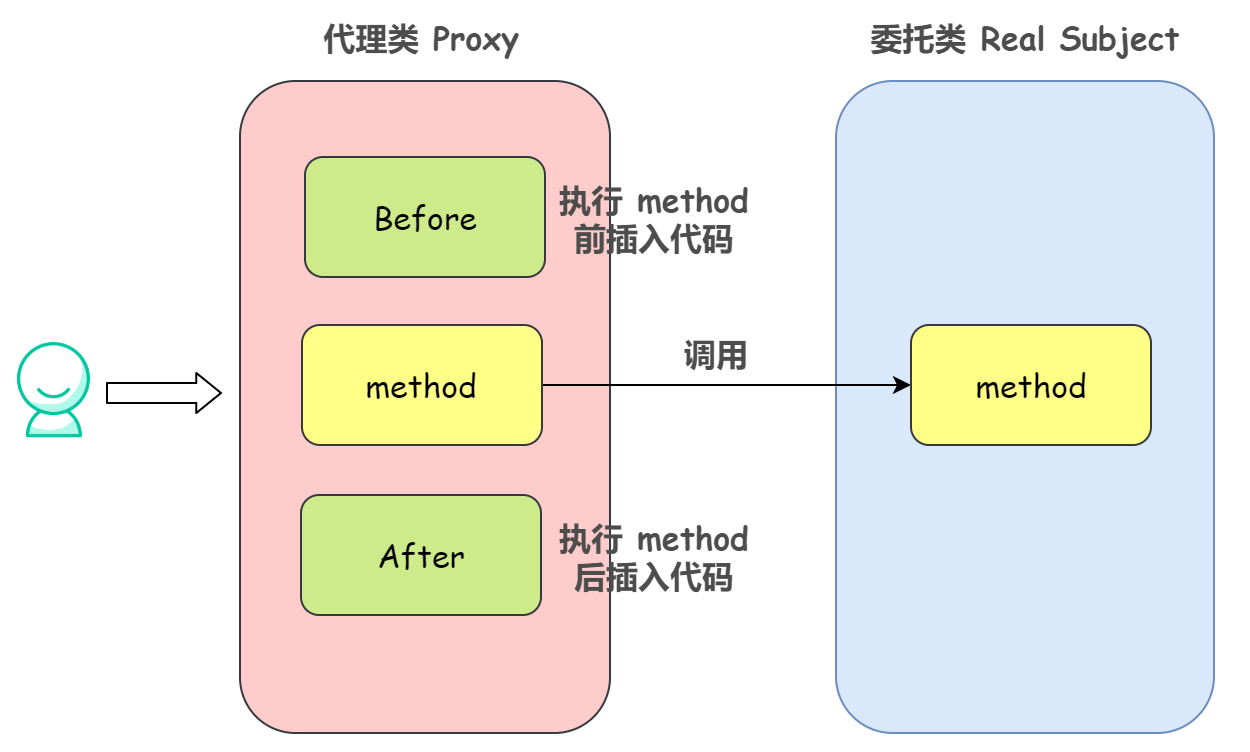 代理类 Proxy
委托类 Real Subject
Before
执行 method
前插入代码
method
调用
method
After
执行 method
后插入代码